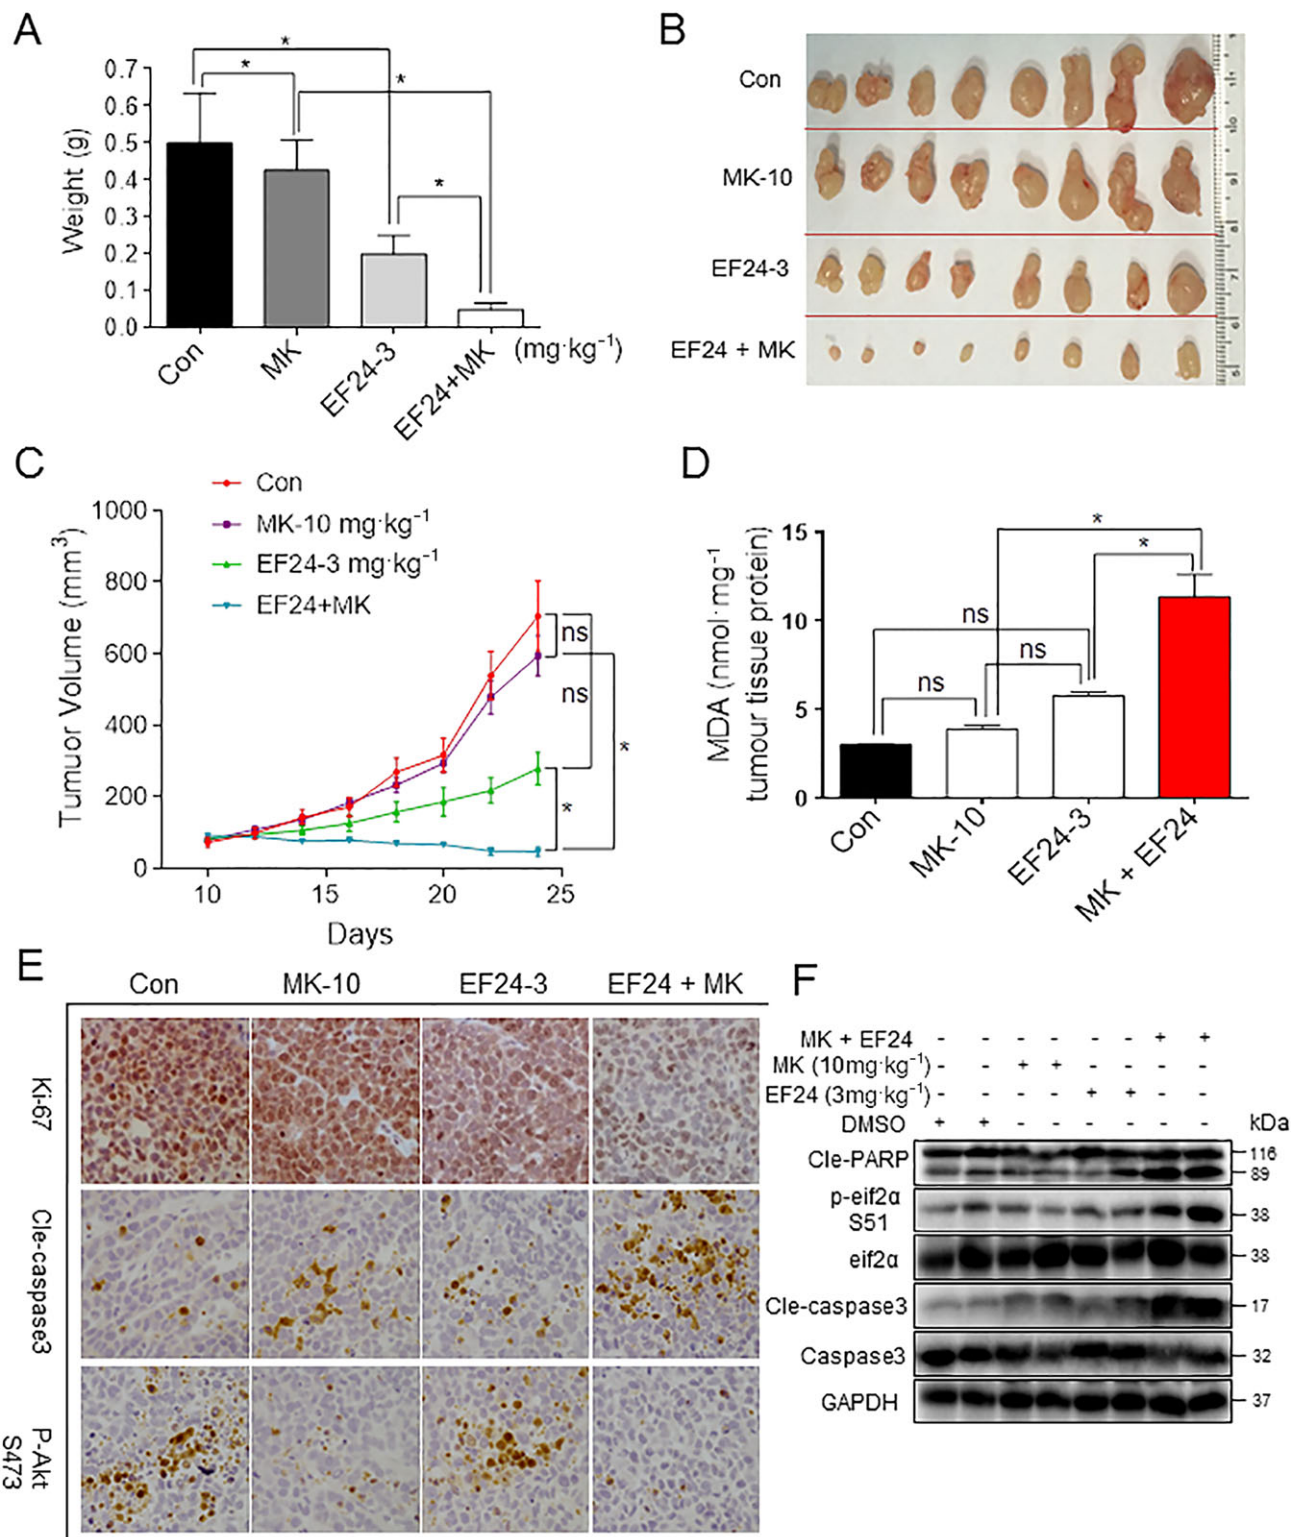 A
*
*
*
*
0.7
0.6
0.5
0.4
0.3
0.2
0.1
0.0
Weight (g)
Con
MK
EF24-3
EF24+MK
(mg·kg⁻¹)
B
Con
MK-10
EF24-3
EF24 + MK
C
Con
MK-10 mg·kg⁻¹
EF24-3 mg·kg⁻¹
EF24+MK
1000
800
600
400
200
0
Tumuor Volume (mm³)
10
15
20
25
Days
ns
ns
*
*
D
15
10
5
0
MDA (nmol·mg⁻¹
tumour tissue protein)
ns
ns
ns
*
*
Con
MK-10
EF24-3
MK + EF24
E
Con
MK-10
EF24-3
EF24 + MK
Ki-67
Cle-caspase3
P-Akt
S473
F
MK + EF24 - - - - - - + +
MK (10mg·kg⁻¹) - - + + - - - -
EF24 (3mg·kg⁻¹) - - - - + + - -
DMSO + + - - - - - -
kDa
Cle-PARP
116
89
p-eif2α
S51
38
eif2α
38
Cle-caspase3
17
Caspase3
32
GAPDH
37